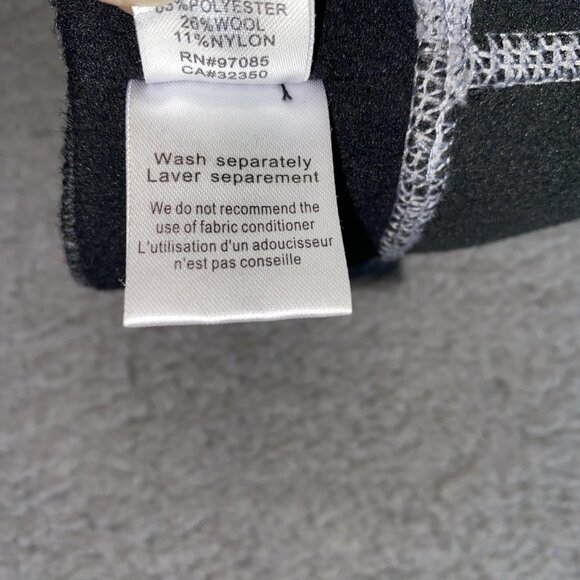 63%POLYESTER
26%WOOL
11%NYLON
RN#97085
CA#32350
Wash separately
Laver separement
We do not recommend the
use of fabric conditioner
L'utilisation d'un adoucisseur
n'est pas conseille